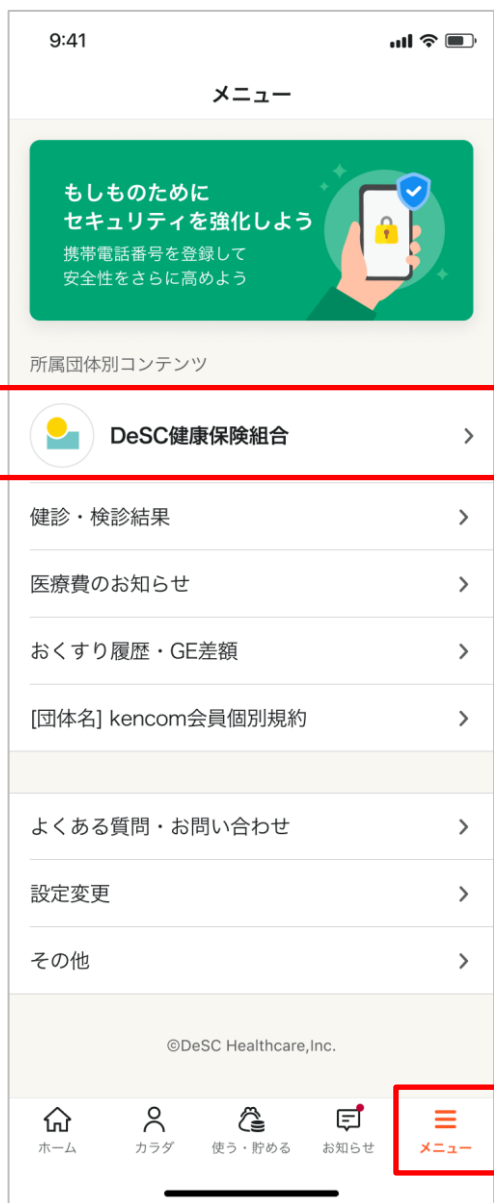 9:41
メニュー
もしものために
セキュリティを強化しよう
携帯電話番号を登録して
安全性をさらに高めよう
所属団体別コンテンツ
DeSC健康保険組合
健診・検診結果
医療費のお知らせ
おくすり履歴・GE差額
[団体名] kencom会員個別規約
よくある質問・お問い合わせ
設定変更
その他
©DeSC Healthcare,Inc.
ホーム カラダ 使う・貯める お知らせ メニュー